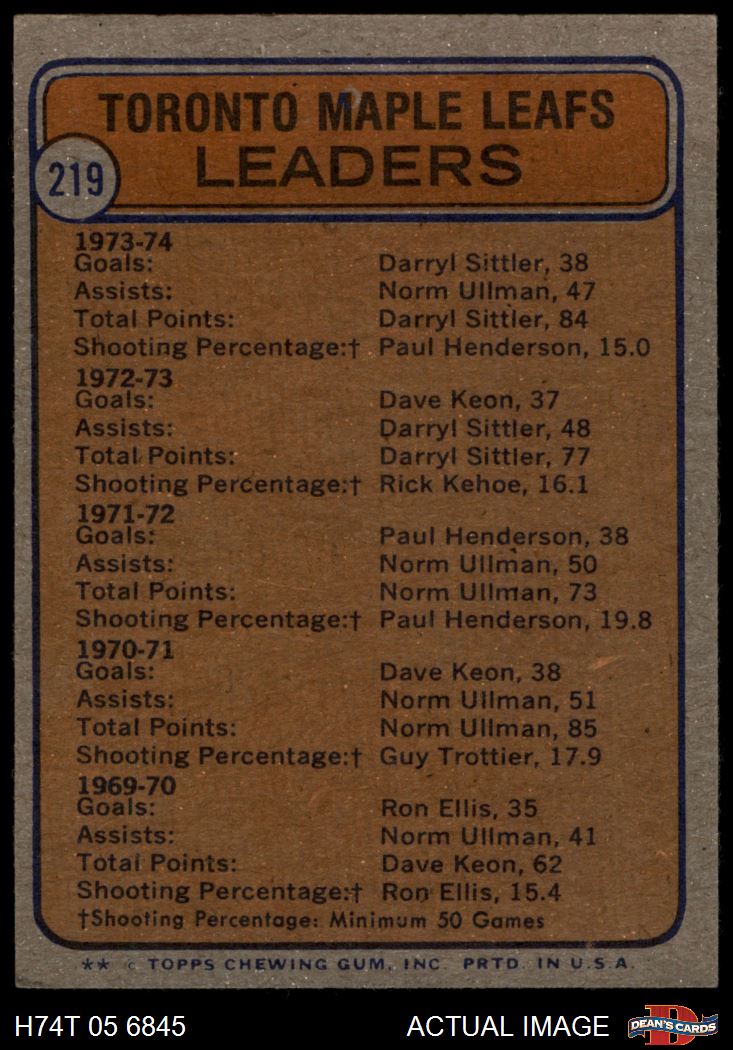 TORONTO MAPLE LEAFS
LEADERS
219
1973-74
Goals: Darryl Sittler, 38
Assists: Norm Ullman, 47
Total Points: Darryl Sittler, 84
Shooting Percentage:† Paul Henderson, 15.0
1972-73
Goals: Dave Keon, 37
Assists: Darryl Sittler, 48
Total Points: Darryl Sittler, 77
Shooting Percentage:† Rick Kehoe, 16.1
1971-72
Goals: Paul Henderson, 38
Assists: Norm Ullman, 50
Total Points: Norm Ullman, 73
Shooting Percentage:† Paul Henderson, 19.8
1970-71
Goals: Dave Keon, 38
Assists: Norm Ullman, 51
Total Points: Norm Ullman, 85
Shooting Percentage:† Guy Trottier, 17.9
1969-70
Goals: Ron Ellis, 35
Assists: Norm Ullman, 41
Total Points: Dave Keon, 62
Shooting Percentage:† Ron Ellis, 15.4
†Shooting Percentage: Minimum 50 Games
** © TOPPS CHEWING GUM, INC. PRTD. IN U.S.A.
H74T 05 6845 ACTUAL IMAGE D DEAN'S CARDS